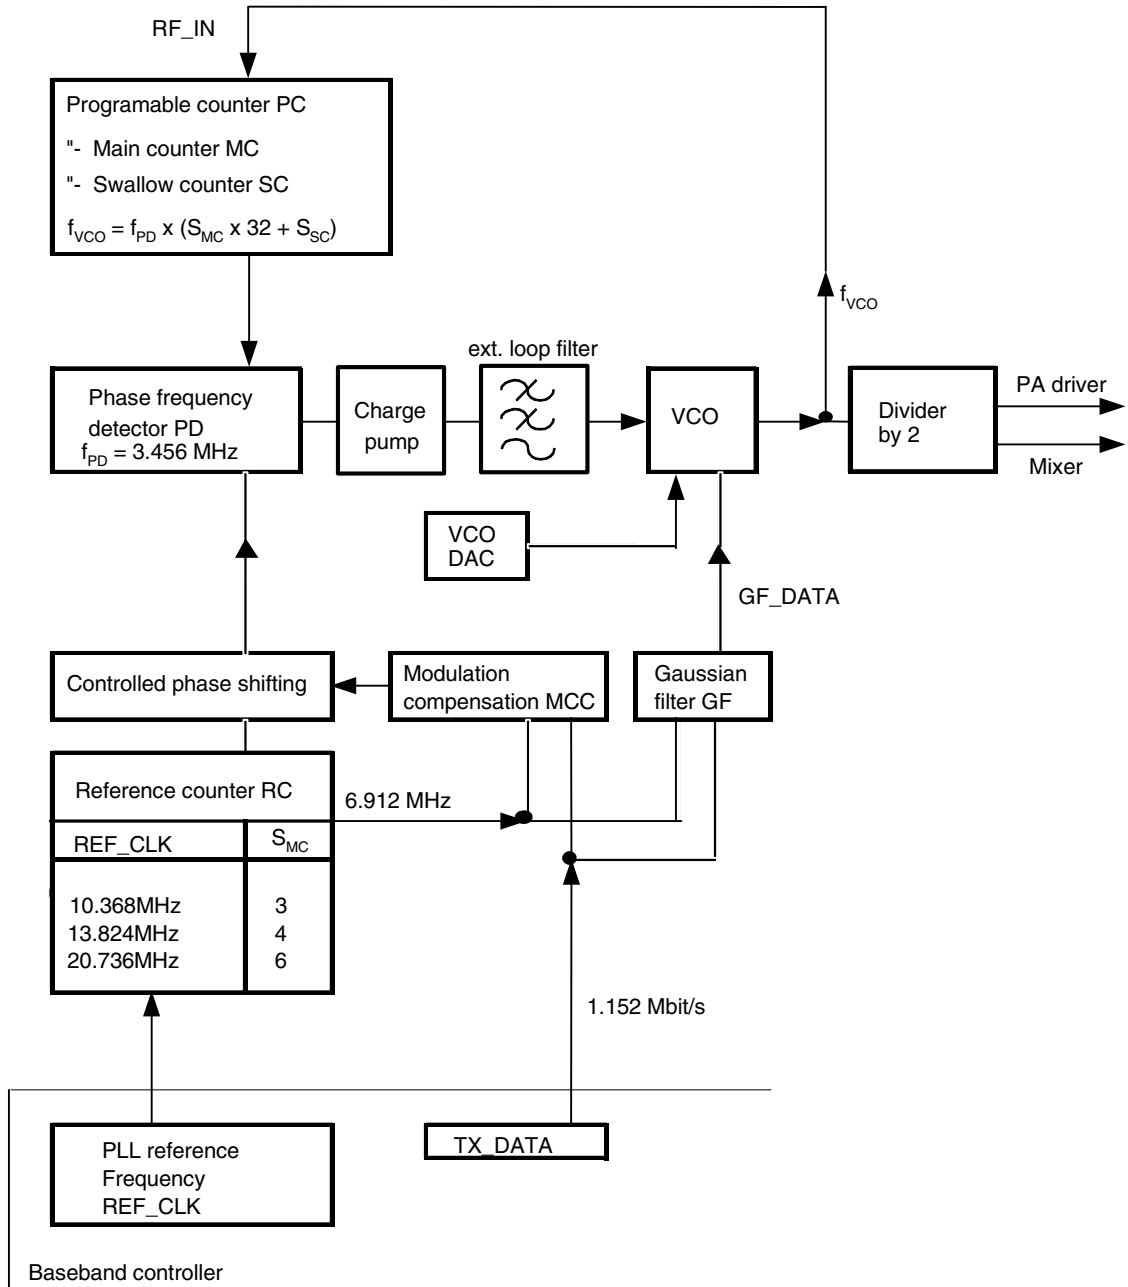 RF_IN
Programable counter PC
"- Main counter MC
"- Swallow counter SC
fVCO = fPD x (SMC x 32 + SSC)
fVCO
ext. loop filter
Phase frequency
detector PD
fPD = 3.456 MHz
Charge
pump
VCO
Divider
by 2
PA driver
Mixer
VCO
DAC
GF_DATA
Controlled phase shifting
Modulation
compensation MCC
Gaussian
filter GF
Reference counter RC
6.912 MHz
REF_CLK SMC
10.368MHz 3
13.824MHz 4
20.736MHz 6
1.152 Mbit/s
PLL reference
Frequency
REF_CLK
TX_DATA
Baseband controller